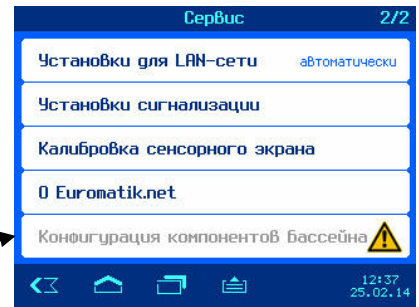 Сервис 2/2
Установки для LAN-сети автоматически
Установки сигнализации
Калибровка сенсорного экрана
О Euromatik.net
Конфигурация компонентов бассейна
12:37
25.02.14